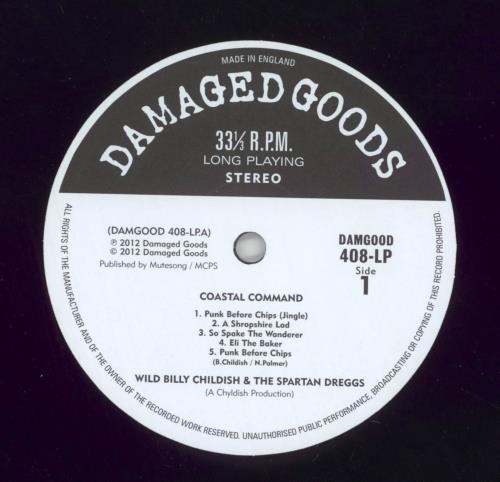 MADE IN ENGLAND
DAMAGED GOODS
33⅓ R.P.M.
LONG PLAYING
STEREO
(DAMGOOD 408-LP.A)
℗ 2012 Damaged Goods
© 2012 Damaged Goods
Published by Mutesong / MCPS
DAMGOOD
408-LP
Side
1
COASTAL COMMAND
1. Punk Before Chips (Jingle)
2. A Shropshire Lad
3. So Spake The Wanderer
4. Eli The Baker
5. Punk Before Chips
(B.Childish / N.Palmer)
WILD BILLY CHILDISH & THE SPARTAN DREGGS
(A Chyldish Production)
ALL RIGHTS OF THE MANUFACTURER AND OF THE OWNER OF THE RECORDED WORK RESERVED. UNAUTHORISED PUBLIC PERFORMANCE, BROADCASTING OR COPYING OF THIS RECORD PROHIBITED.